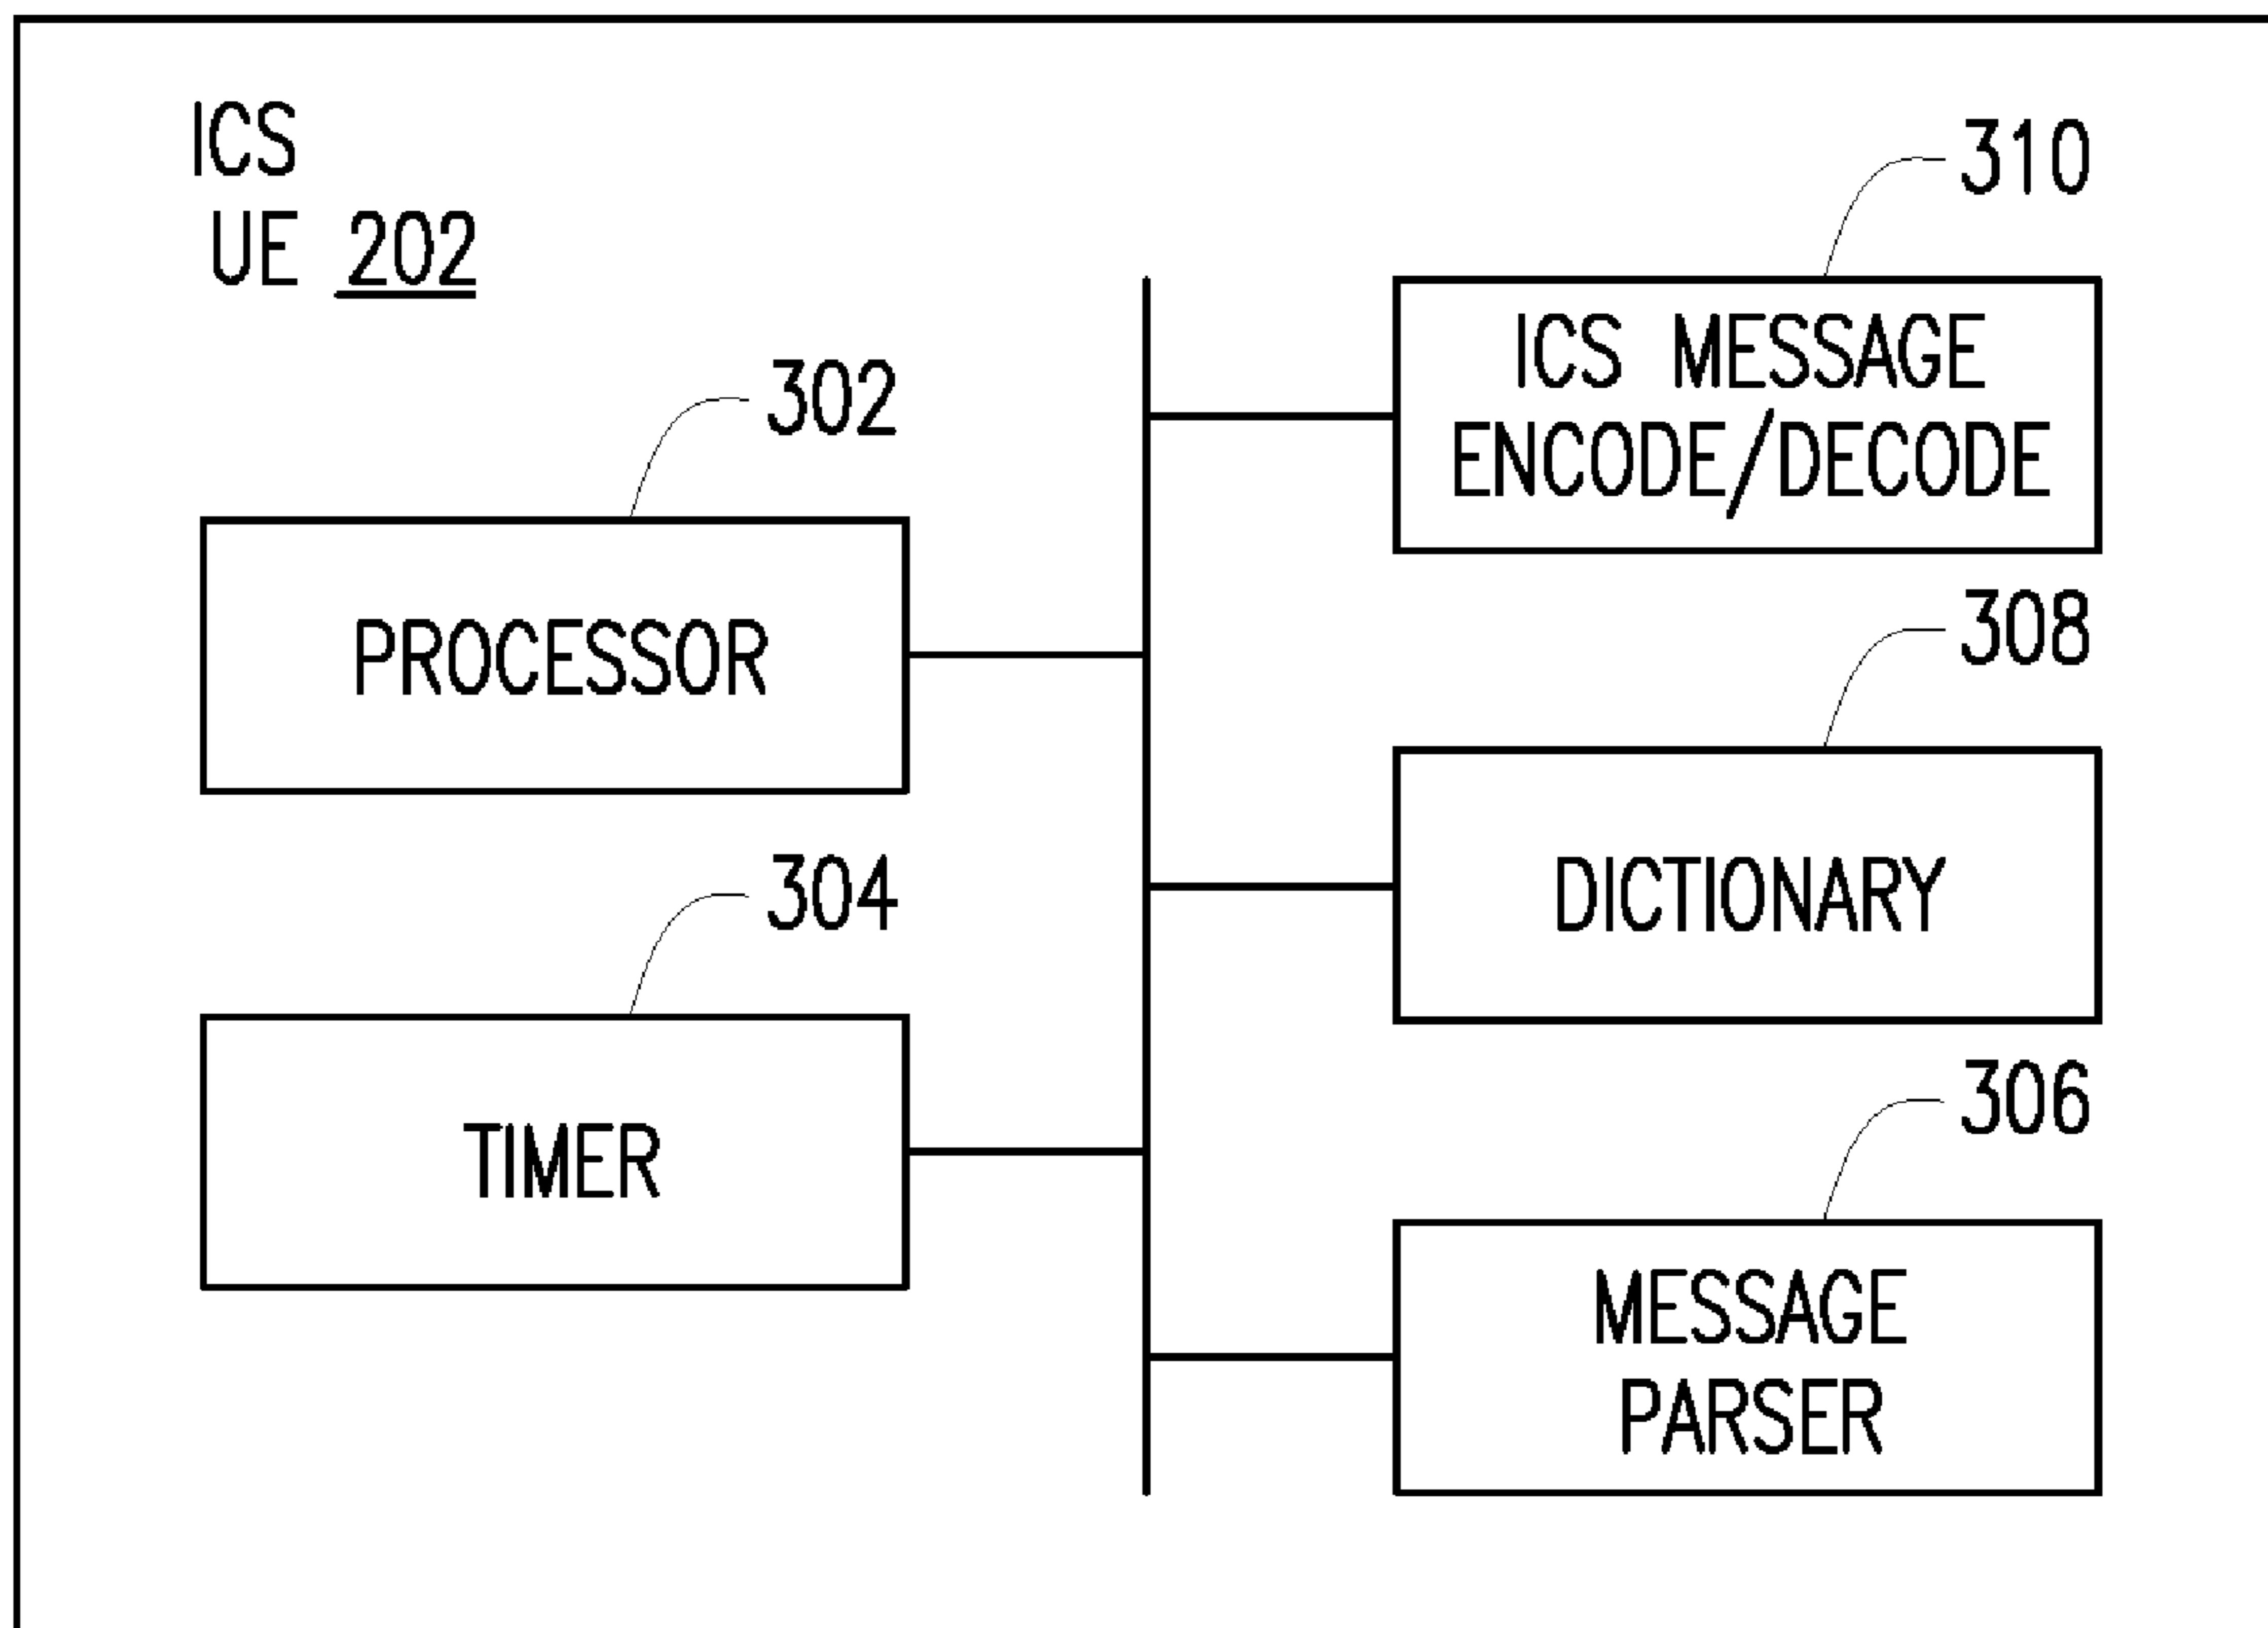 ICS
UE 202
310
ICS MESSAGE
ENCODE/DECODE
302
PROCESSOR
308
DICTIONARY
304
TIMER
306
MESSAGE
PARSER